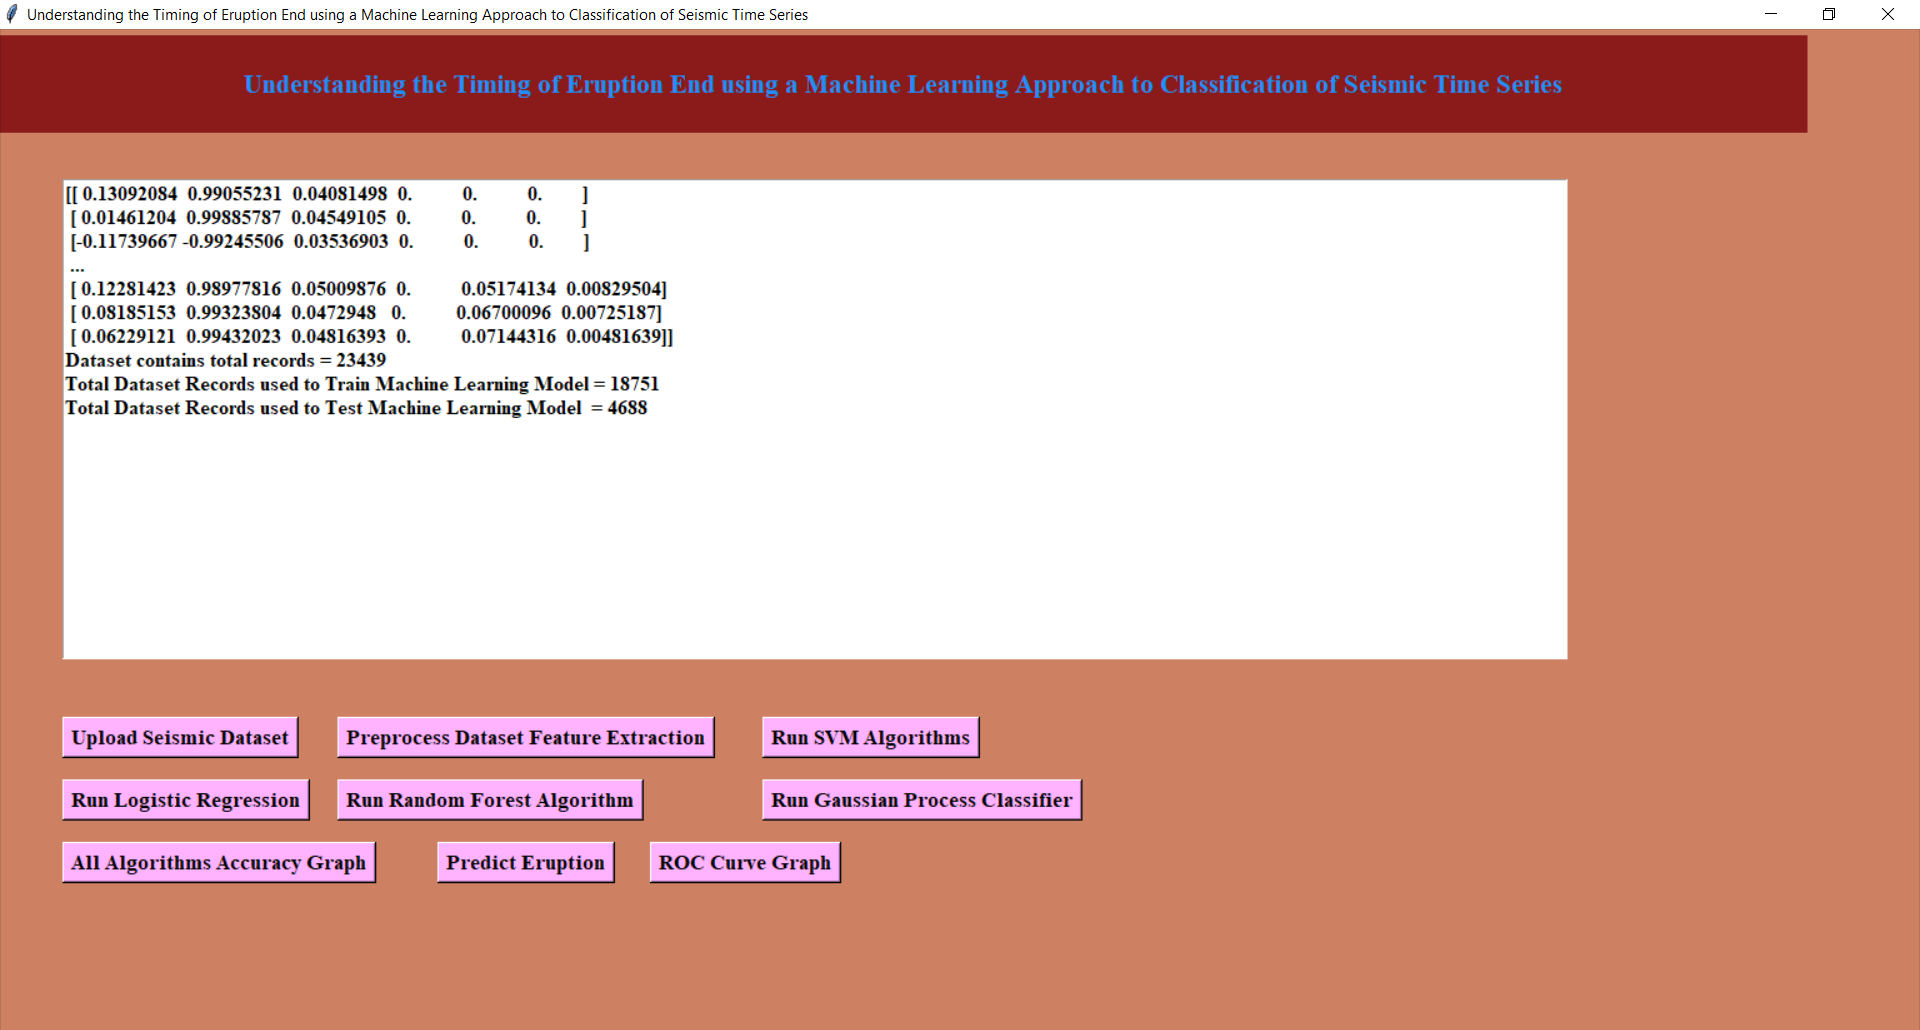 Understanding the Timing of Eruption End using a Machine Learning Approach to Classification of Seismic Time Series
Understanding the Timing of Eruption End using a Machine Learning Approach to Classification of Seismic Time Series
[[ 0.13092084  0.99055231  0.04081498  0.          0.          0.        ]
 [ 0.01461204  0.99885787  0.04549105  0.          0.          0.        ]
 [-0.11739667 -0.99245506  0.03536903  0.          0.          0.        ]
 ...
 [ 0.12281423  0.98977816  0.05009876  0.          0.05174134  0.00829504]
 [ 0.08185153  0.99323804  0.0472948   0.          0.06700096  0.00725187]
 [ 0.06229121  0.99432023  0.04816393  0.          0.07144316  0.00481639]]
Dataset contains total records = 23439
Total Dataset Records used to Train Machine Learning Model = 18751
Total Dataset Records used to Test Machine Learning Model  = 4688
Upload Seismic Dataset
Preprocess Dataset Feature Extraction
Run SVM Algorithms
Run Logistic Regression
Run Random Forest Algorithm
Run Gaussian Process Classifier
All Algorithms Accuracy Graph
Predict Eruption
ROC Curve Graph